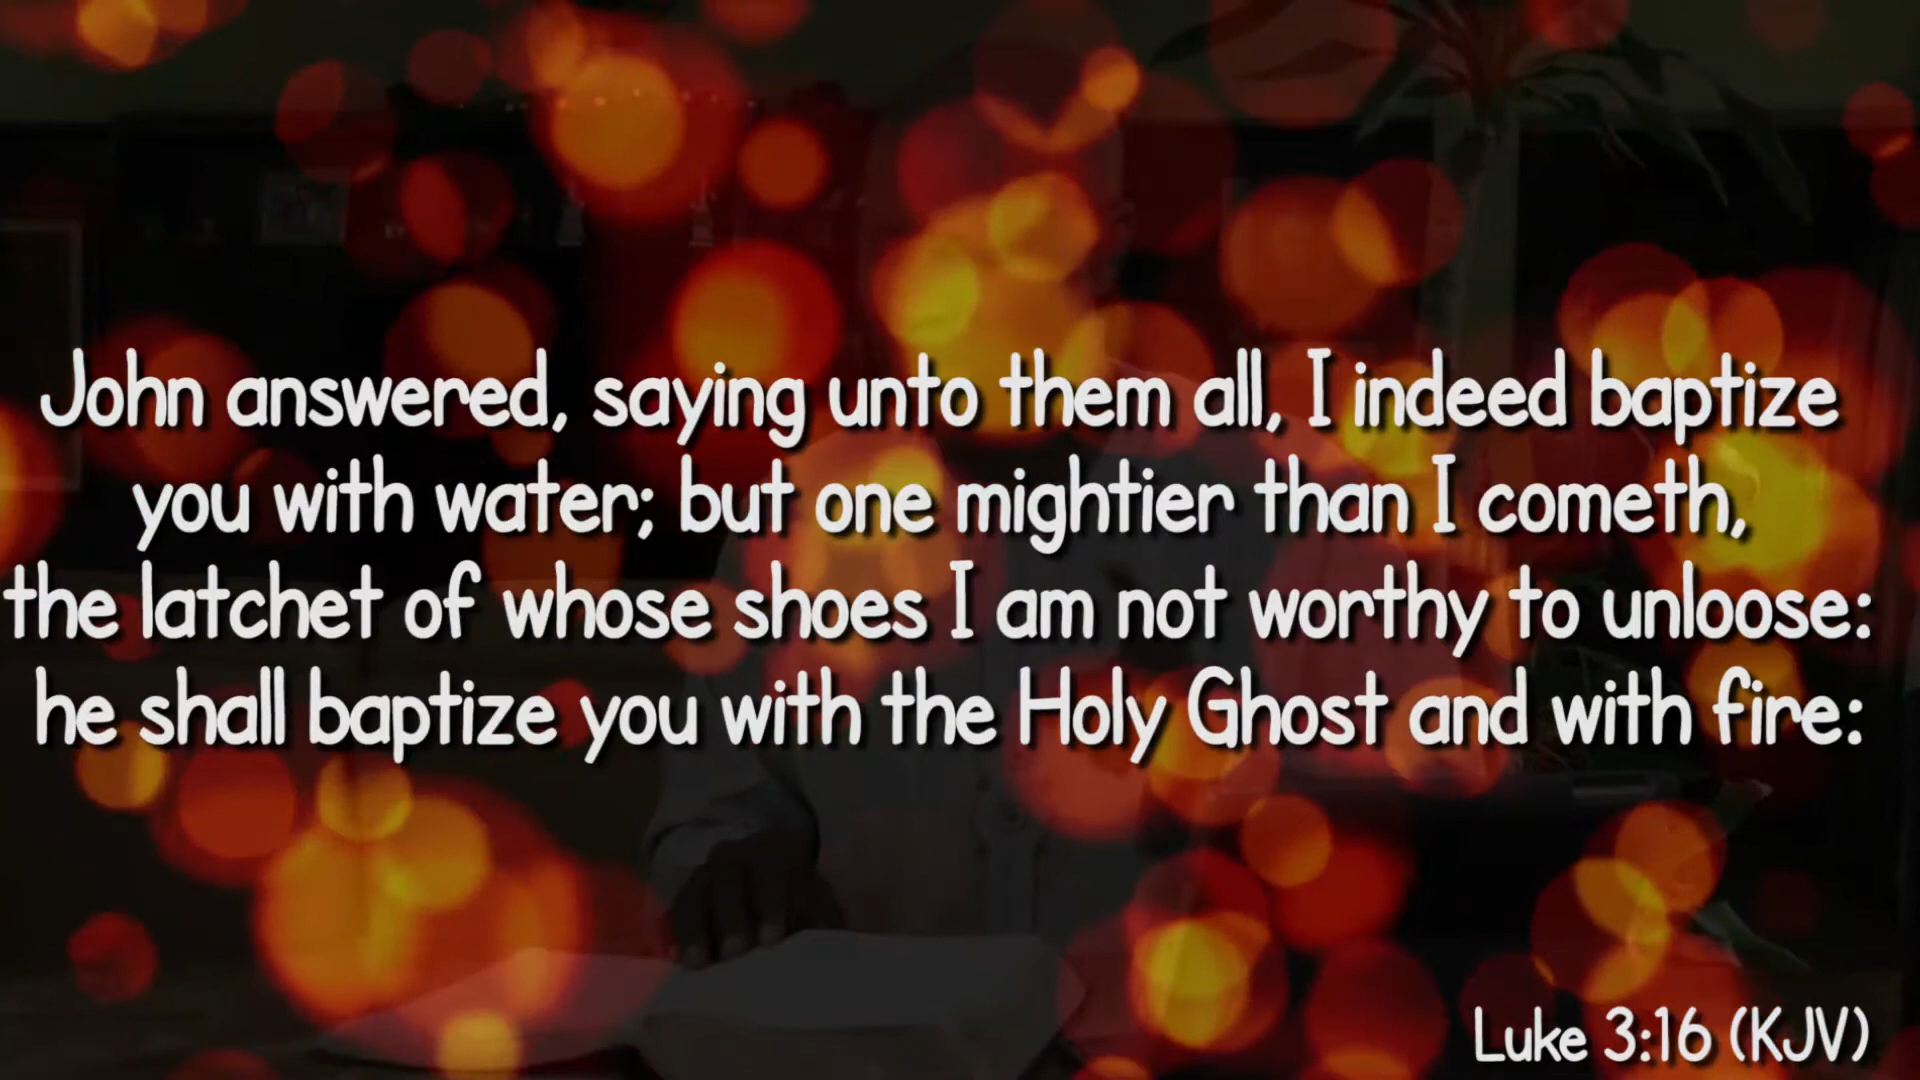 John answered, saying unto them all, I indeed baptize
you with water; but one mightier than I cometh,
the latchet of whose shoes I am not worthy to unloose:
he shall baptize you with the Holy Ghost and with fire:
Luke 3:16 (KJV)